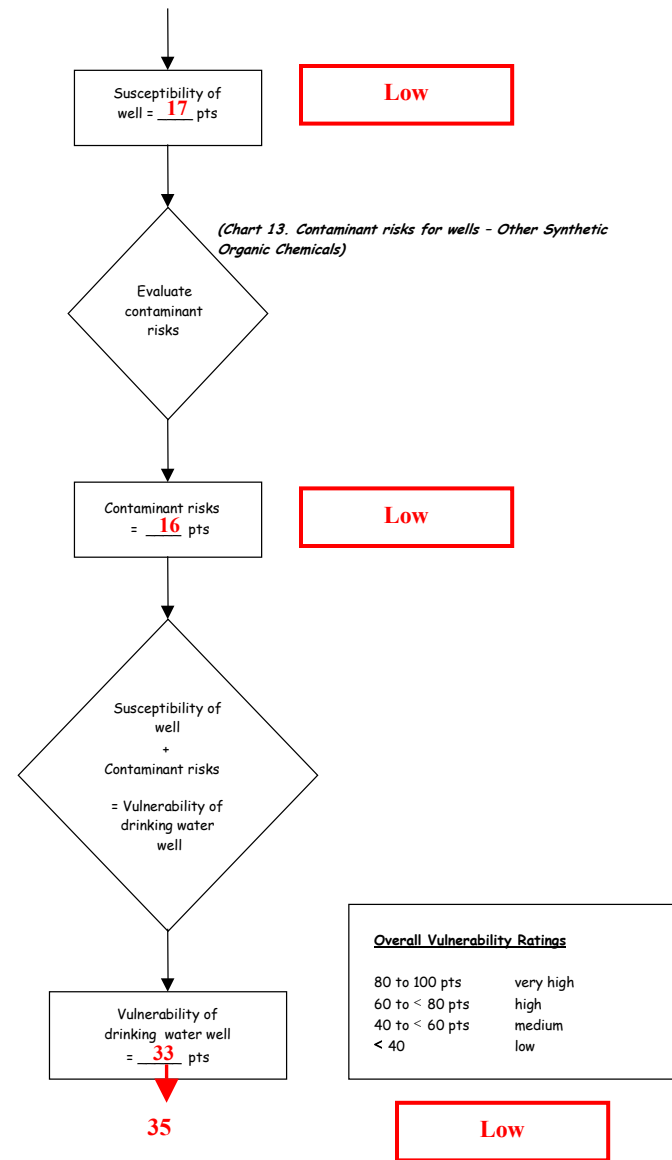 Susceptibility of
well = 17 pts
Low
(Chart 13. Contaminant risks for wells – Other Synthetic
Organic Chemicals)
Evaluate
contaminant
risks
Contaminant risks
= 16 pts
Low
Susceptibility of
well
+
Contaminant risks
= Vulnerability of
drinking water
well
Overall Vulnerability Ratings
80 to 100 pts very high
60 to < 80 pts high
40 to < 60 pts medium
< 40 low
Vulnerability of
drinking water well
= 33 pts
35
Low